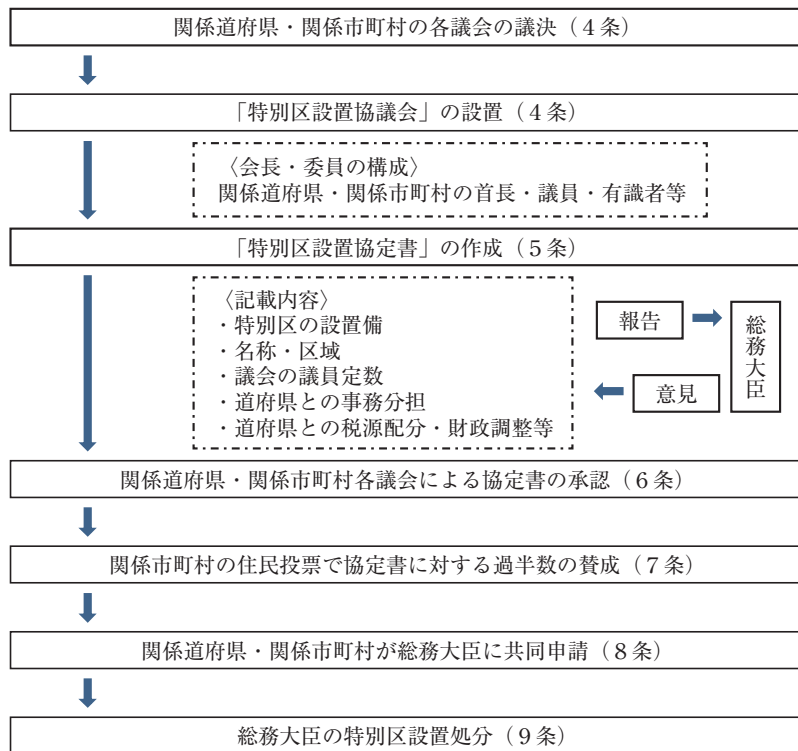 関係道府県・関係市町村の各議会の議決（４条）
「特別区設置協議会」の設置（４条）
〈会長・委員の構成〉
関係道府県・関係市町村の首長・議員・有識者等
「特別区設置協定書」の作成（５条）
〈記載内容〉
・特別区の設置備
・名称・区域
・議会の議員定数
・道府県との事務分担
・道府県との税源配分・財政調整等
報告
意見
総務大臣
関係道府県・関係市町村各議会による協定書の承認（６条）
関係市町村の住民投票で協定書に対する過半数の賛成（７条）
関係道府県・関係市町村が総務大臣に共同申請（８条）
総務大臣の特別区設置処分（９条）